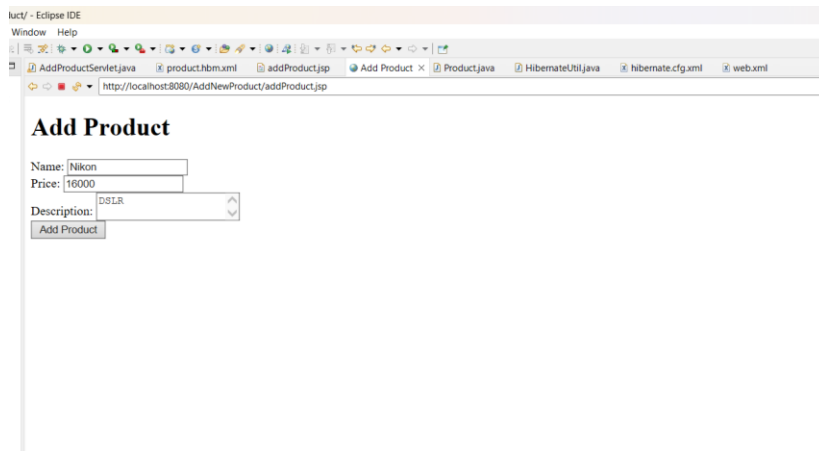 duct/ - Eclipse IDE
Window Help
AddProductServlet.java product.hbm.xml addProduct.jsp Add Product Product.java HibernateUtil.java hibernate.cfg.xml web.xml
http://localhost:8080/AddNewProduct/addProduct.jsp
Add Product
Name: Nikon
Price: 16000
Description: DSLR
Add Product